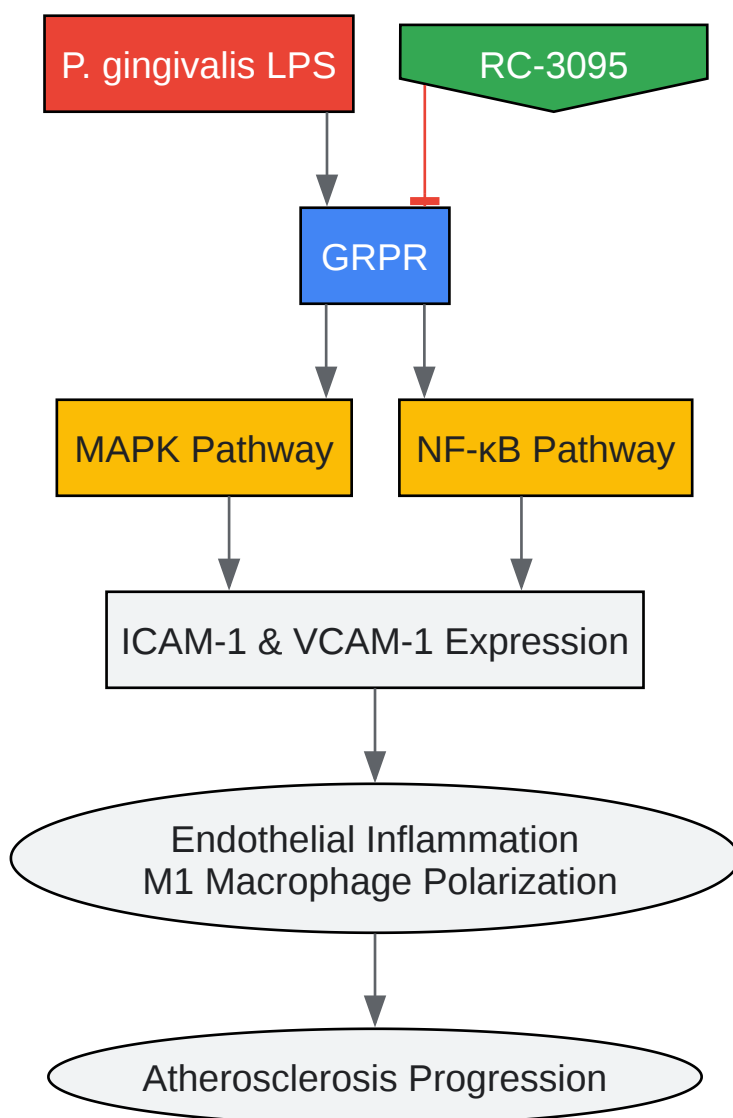 P. gingivalis LPS
RC-3095
GRPR
MAPK Pathway
NF-κB Pathway
ICAM-1 & VCAM-1 Expression
Endothelial Inflammation
M1 Macrophage Polarization
Atherosclerosis Progression